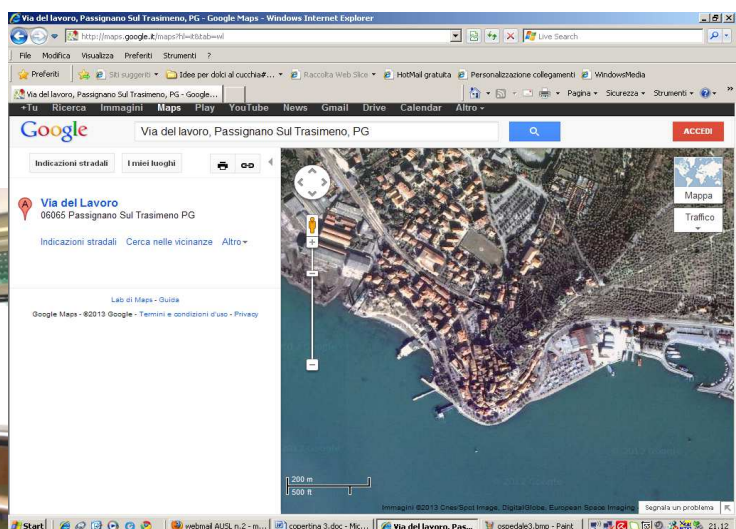 Via del lavoro, Passignano Sul Trasimeno, PG - Google Maps - Windows Internet Explorer
http://maps.google.it/maps?hl=it&tab=wl
Live Search
File Modifica Visualizza Preferiti Strumenti ?
Preferiti Siti suggeriti Idee per dolci al cucchia#... Raccolta Web Slice HotMail gratuita Personalizzazione collegamenti WindowsMedia
Via del lavoro, Passignano Sul Trasimeno, PG - Google...
Pagina Sicurezza Strumenti
+Tu Ricerca Immagini Maps Play YouTube News Gmail Drive Calendar Altro
Google
Via del lavoro, Passignano Sul Trasimeno, PG
ACCEDI
Indicazioni stradali I miei luoghi
Mappa
Traffico
A
Via del Lavoro
06065 Passignano Sul Trasimeno PG
Indicazioni stradali Cerca nelle vicinanze Altro
Lab di Maps - Guida
Google Maps - ©2013 Google - Termini e condizioni d'uso - Privacy
200 m
500 ft
Immagini ©2013 Cnes/Spot Image, DigitalGlobe, European Space Imaging
Segnala un problema
Start
webmail AUSL n.2 - m...
copertina 3.doc - Mic...
Via del lavoro, Pas...
ospedale3.bmp - Paint
21.12